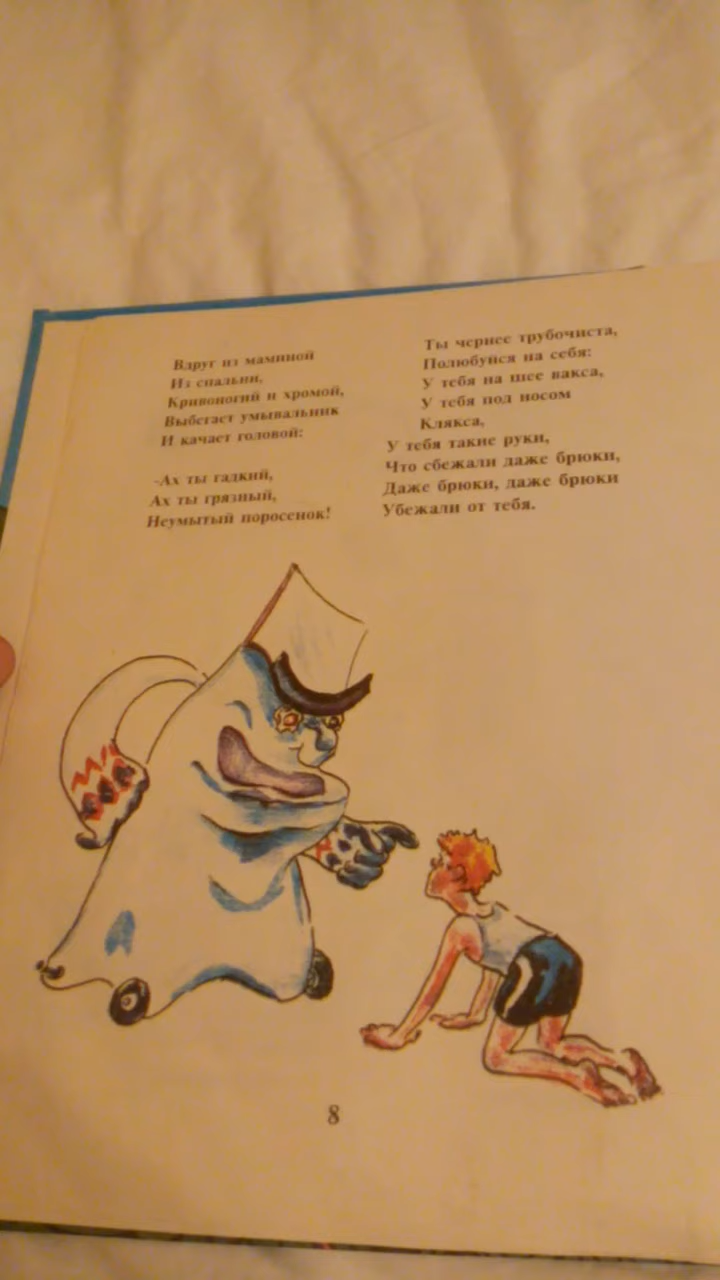 Вдруг из маминой
Из спальни,
Кривоногий и хромой,
Выбегает умывальник
И качает головой:
-Ах ты гадкий,
Ах ты грязный,
Неумытый поросенок!
Ты чернее трубочиста,
Полюбуйся на себя:
У тебя на шее вакса,
У тебя под носом
Клякса,
У тебя такие руки,
Что сбежали даже брюки,
Даже брюки, даже брюки
Убежали от тебя.
8